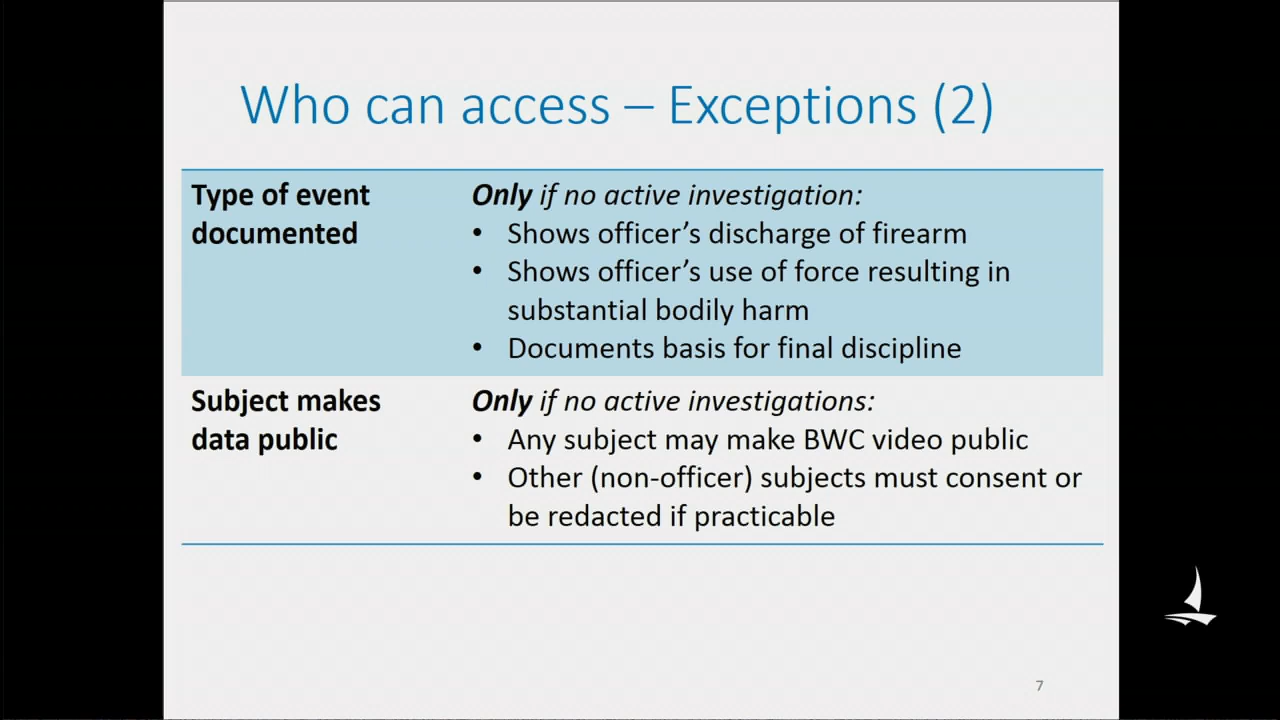 Who can access – Exceptions (2)
Type of event
documented
Only if no active investigation:
• Shows officer’s discharge of firearm
• Shows officer’s use of force resulting in
substantial bodily harm
• Documents basis for final discipline
Subject makes
data public
Only if no active investigations:
• Any subject may make BWC video public
• Other (non-officer) subjects must consent or
be redacted if practicable
7